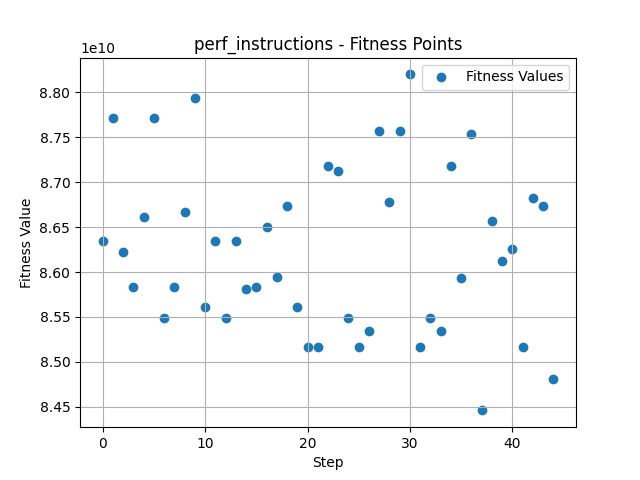 perf_instructions - Fitness Points
1e10
Fitness Values
8.80
8.75
8.70
8.65
8.60
8.55
8.50
8.45
Fitness Value
0 10 20 30 40
Step